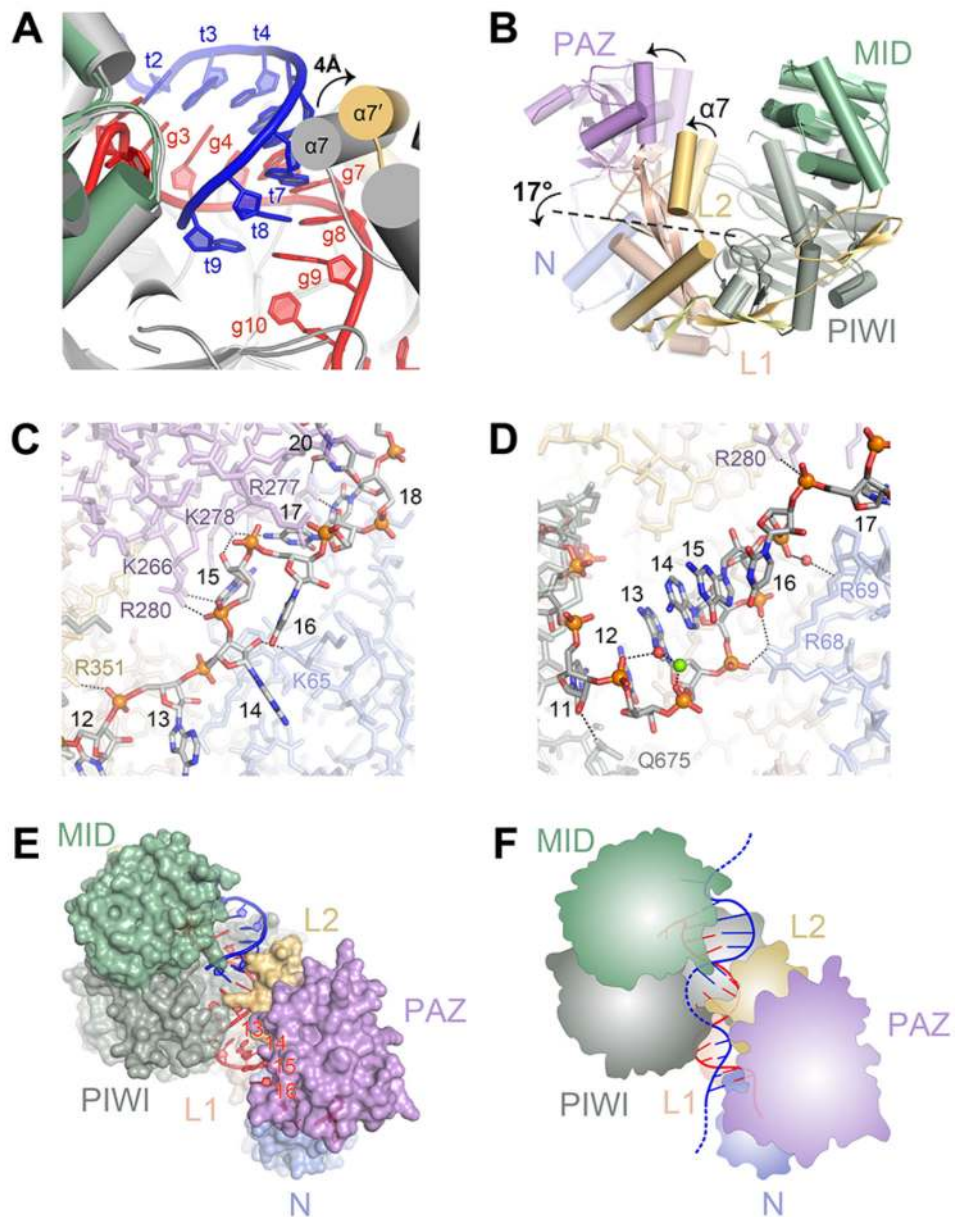 A
t2
t3
t4
4Å
α7'
α7
g3
g4
g7
t7
t8
g8
t9
g9
g10
B
PAZ
MID
α7
17°
L2
N
PIWI
L1
C
20
R277
18
K278
17
K266
15
R280
16
R351
K65
12
13
14
D
R280
17
15
14
16
13
R69
12
R68
11
Q675
E
MID
L2
PAZ
13
14
15
16
PIWI
L1
N
F
MID
L2
PAZ
PIWI
L1
N